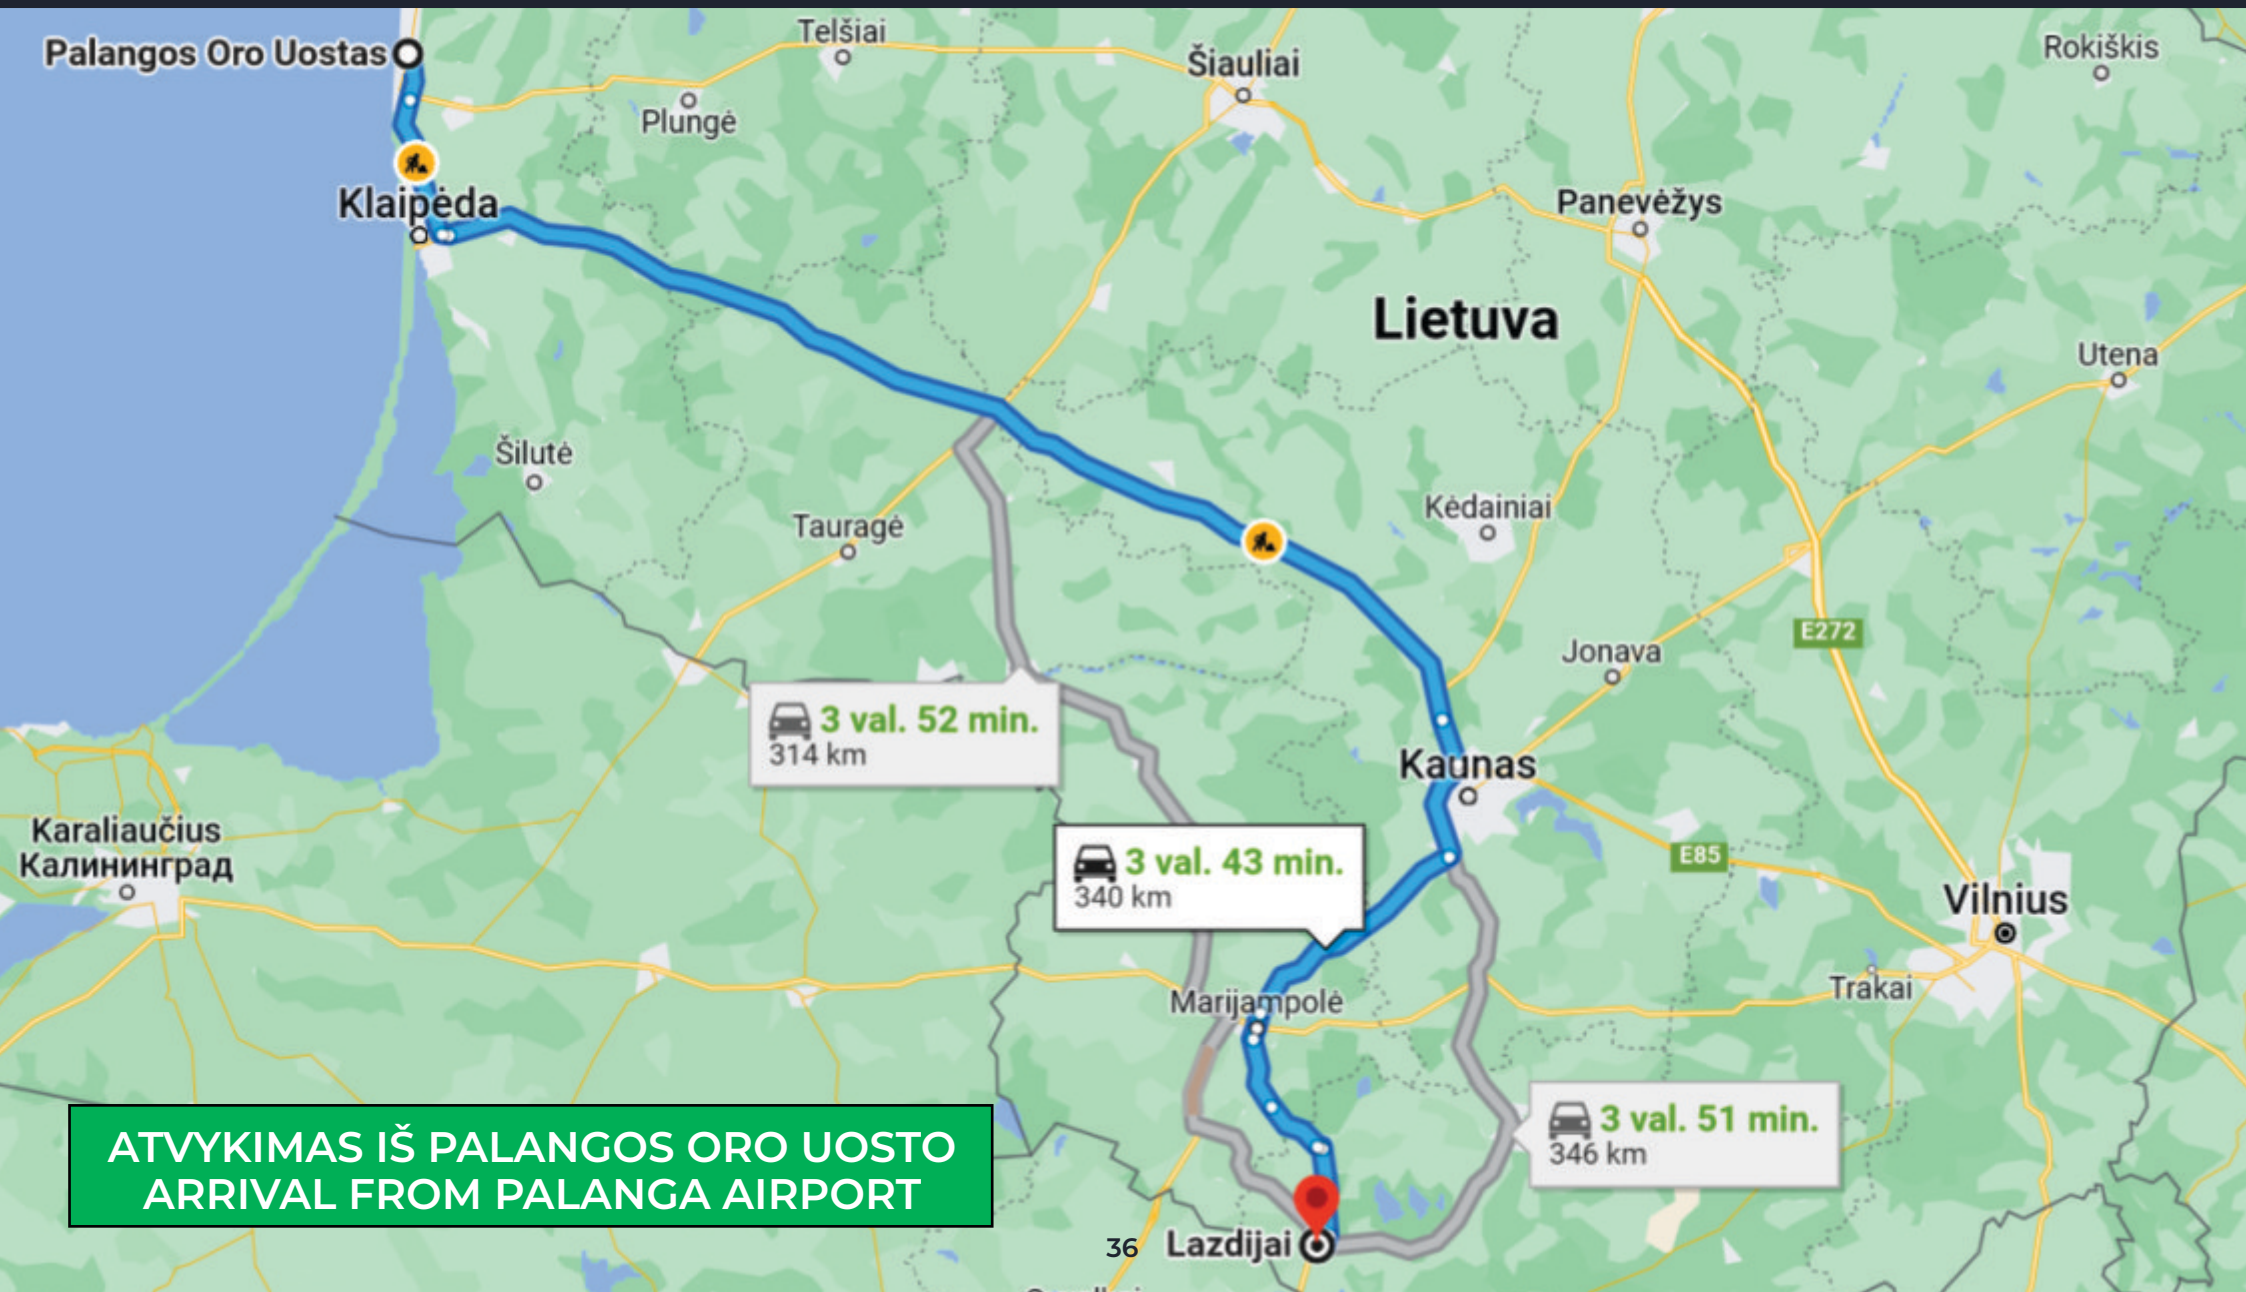 Palangos Oro Uostas
Telšiai
Šiauliai
Rokiškis
Plungė
Klaipėda
Panevėžys
Lietuva
Utena
Šilutė
Tauragė
Kėdainiai
E272
Jonava
3 val. 52 min.
314 km
Kaunas
Karaliaučius
Калининград
3 val. 43 min.
340 km
E85
Vilnius
Trakai
Marijampolė
3 val. 51 min.
346 km
ATVYKIMAS IŠ PALANGOS ORO UOSTO
ARRIVAL FROM PALANGA AIRPORT
36
Lazdijai